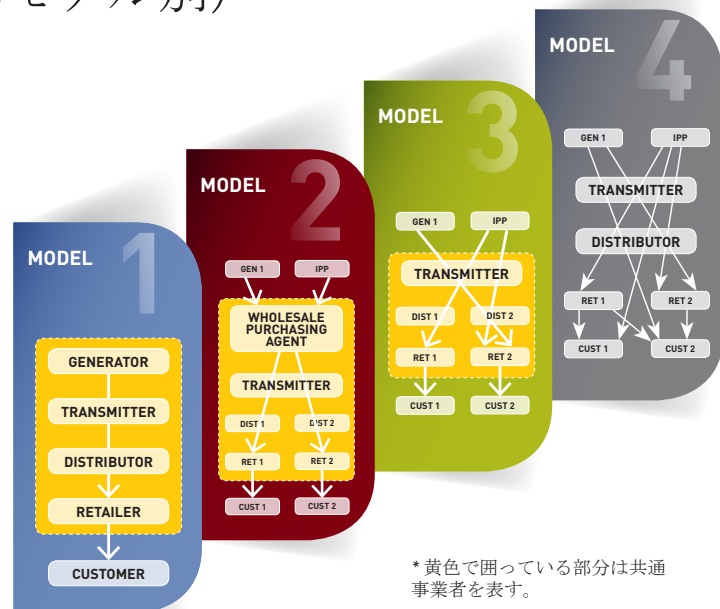 MODEL 1
GENERATOR
TRANSMITTER
DISTRIBUTOR
RETAILER
CUSTOMER
MODEL 2
GEN 1 IPP
WHOLESALE
PURCHASING
AGENT
TRANSMITTER
DIST 1 DIST 2
RET 1 RET 2
CUST 1 CUST 2
MODEL 3
GEN 1 IPP
TRANSMITTER
DIST 1 DIST 2
RET 1 RET 2
CUST 1 CUST 2
MODEL 4
GEN 1 IPP
TRANSMITTER
DISTRIBUTOR
RET 1 RET 2
CUST 1 CUST 2
* 黄色で囲っている部分は共通
事業者を表す。